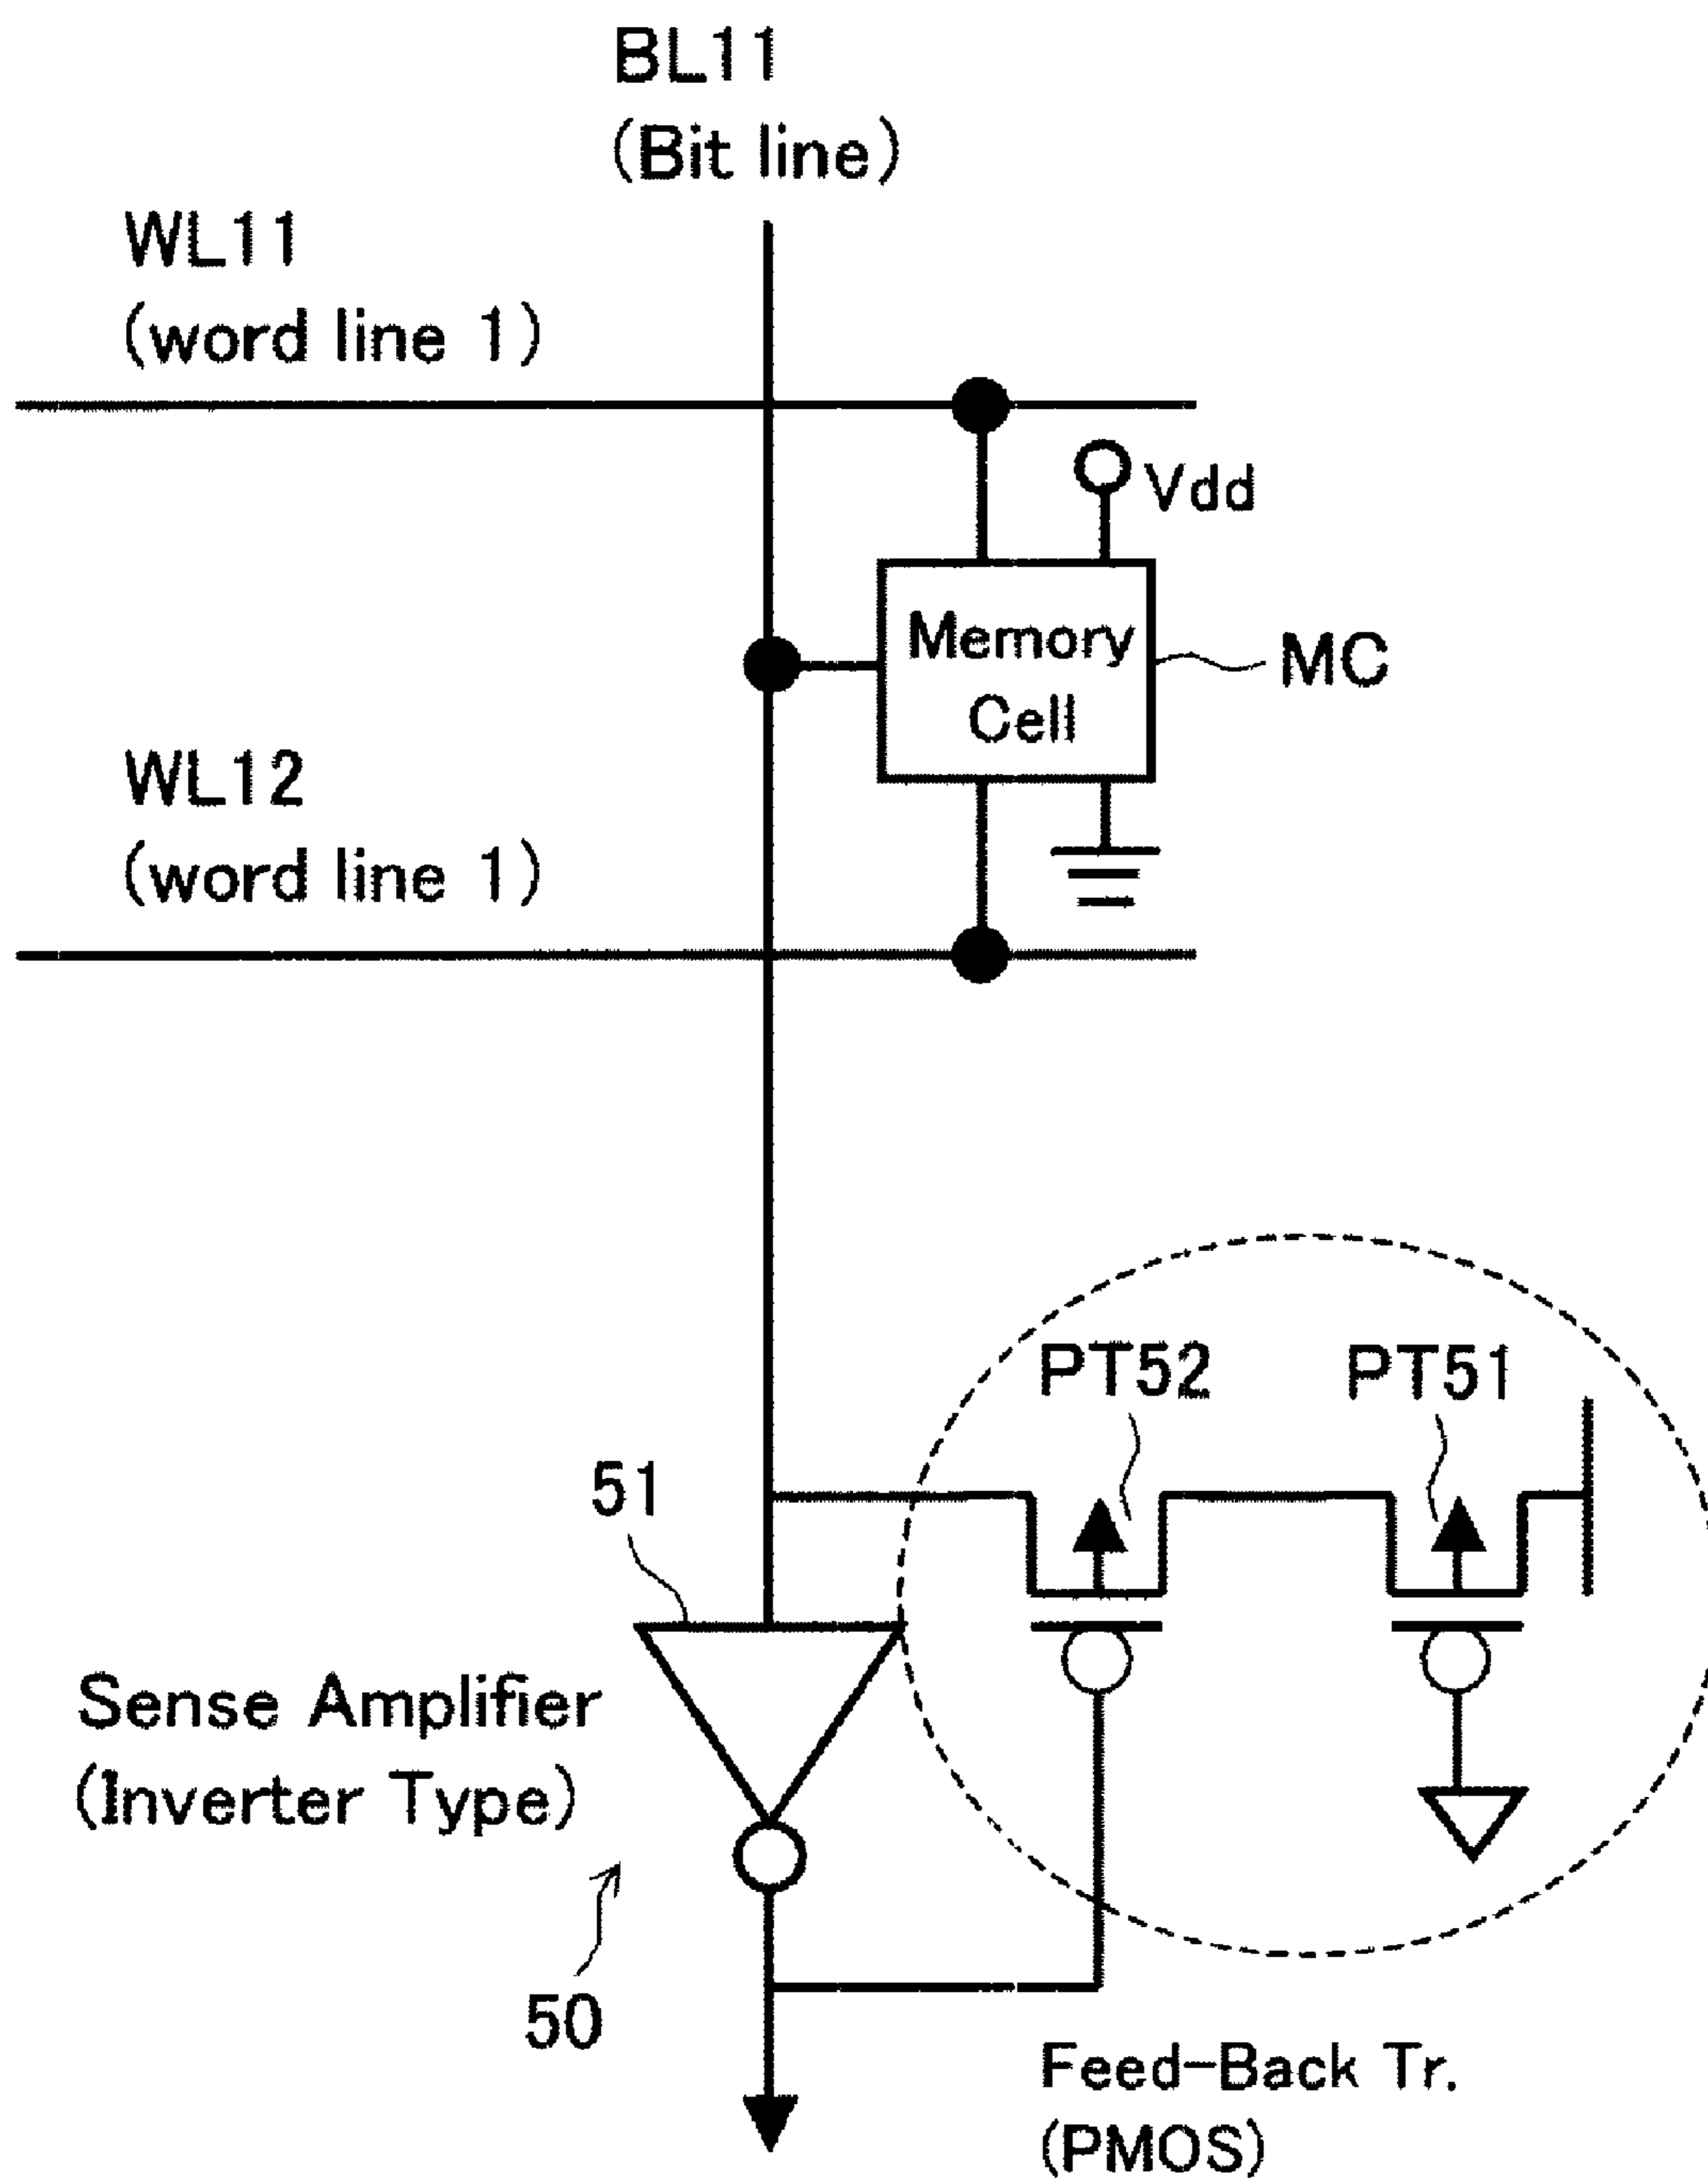 BL11
(Bit line)
WL11
(word line 1)
Vdd
Memory
Cell
MC
WL12
(word line 1)
PT52
PT51
51
Sense Amplifier
(Inverter Type)
50
Feed-Back Tr.
(PMOS)